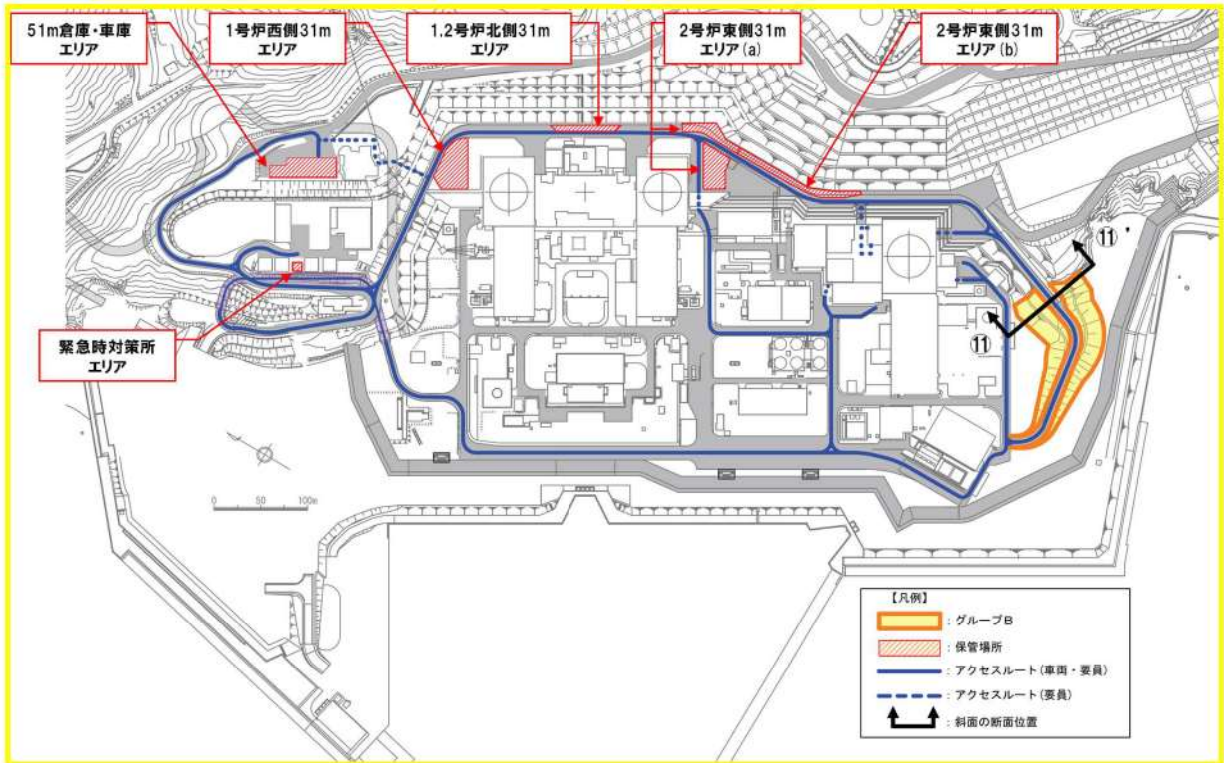 51m倉庫・車庫
エリア
1号炉西側31m
エリア
1.2号炉北側31m
エリア
2号炉東側31m
エリア(a)
2号炉東側31m
エリア(b)
⑪
⑪
緊急時対策所
エリア
0 50 100m
【凡例】
：グループB
：保管場所
：アクセスルート(車両・要員)
：アクセスルート(要員)
：斜面の断面位置